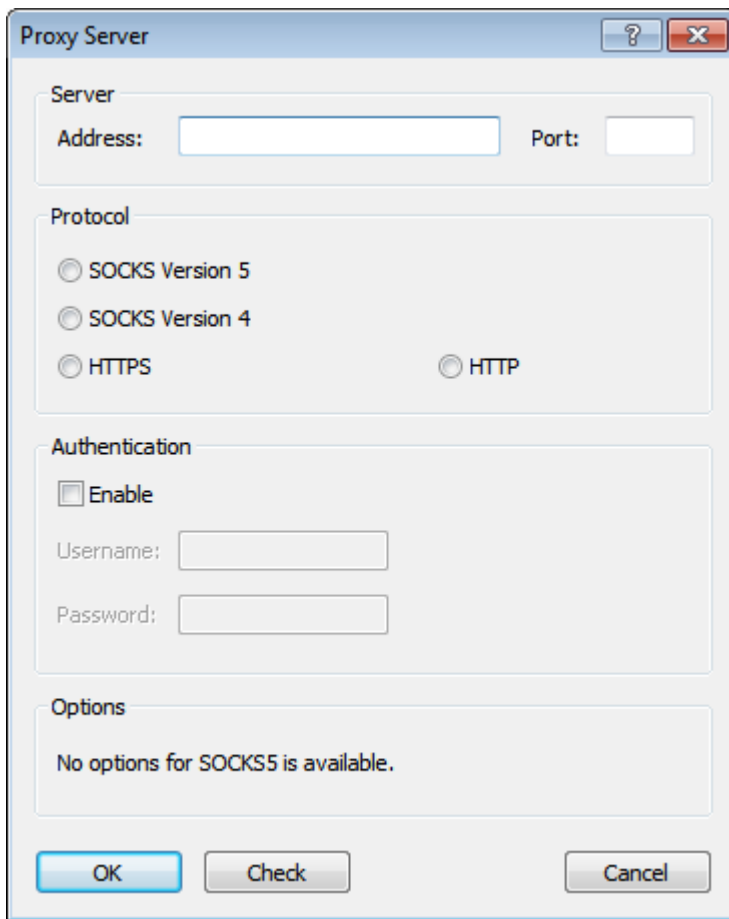 Proxy Server
Server
Address: Port:
Protocol
SOCKS Version 5
SOCKS Version 4
HTTPS HTTP
Authentication
Enable
Username:
Password:
Options
No options for SOCKS5 is available.
OK Check Cancel